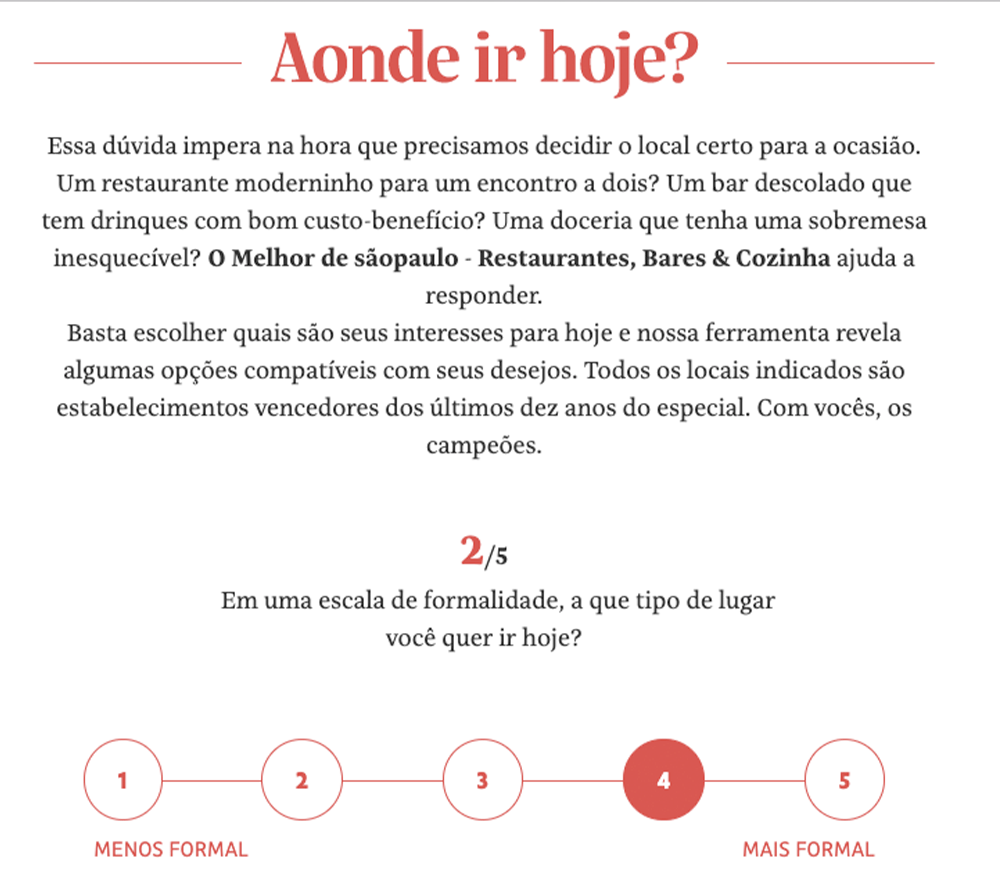 Aonde ir hoje?
Essa dúvida impera na hora que precisamos decidir o local certo para a ocasião.
Um restaurante moderninho para um encontro a dois? Um bar descolado que
tem drinques com bom custo-benefício? Uma doceria que tenha uma sobremesa
inesquecível? O Melhor de sãopaulo - Restaurantes, Bares & Cozinha ajuda a
responder.
Basta escolher quais são seus interesses para hoje e nossa ferramenta revela
algumas opções compatíveis com seus desejos. Todos os locais indicados são
estabelecimentos vencedores dos últimos dez anos do especial. Com vocês, os
campeões.
2/5
Em uma escala de formalidade, a que tipo de lugar
você quer ir hoje?
1 2 3 4 5
MENOS FORMAL MAIS FORMAL